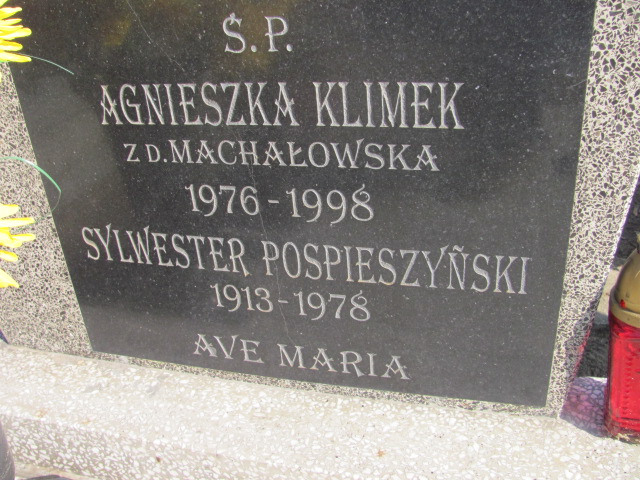 Ś.P.
AGNIESZKA KLIMEK
Z D. MACHAŁOWSKA
1976 - 1998
SYLWESTER POSPIESZYŃSKI
1913 - 1978
AVE MARIA